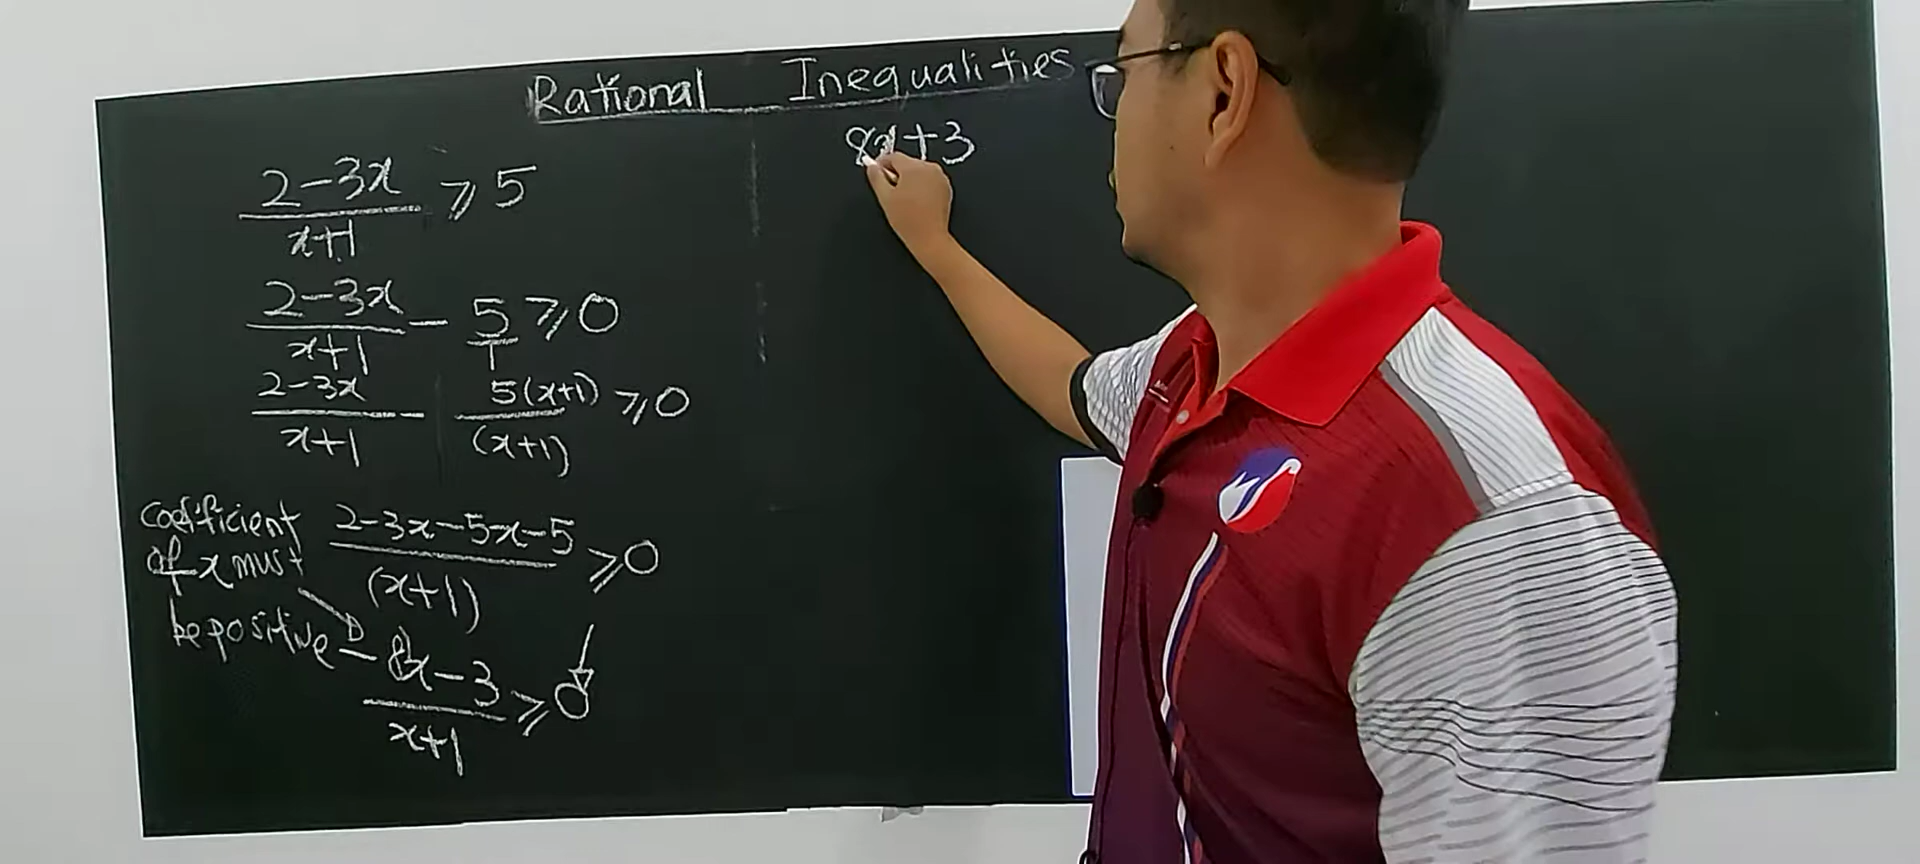 Rational Inequalities
2-3x
x+1
⩾ 5
2-3x
x+1
- 5
1
⩾ 0
2-3x
x+1
- 5(x+1)
(x+1)
⩾ 0
coefficient
of x must
be positive
2-3x-5x-5
(x+1)
⩾ 0
-8x-3
x+1
⩾ 0
8x+3